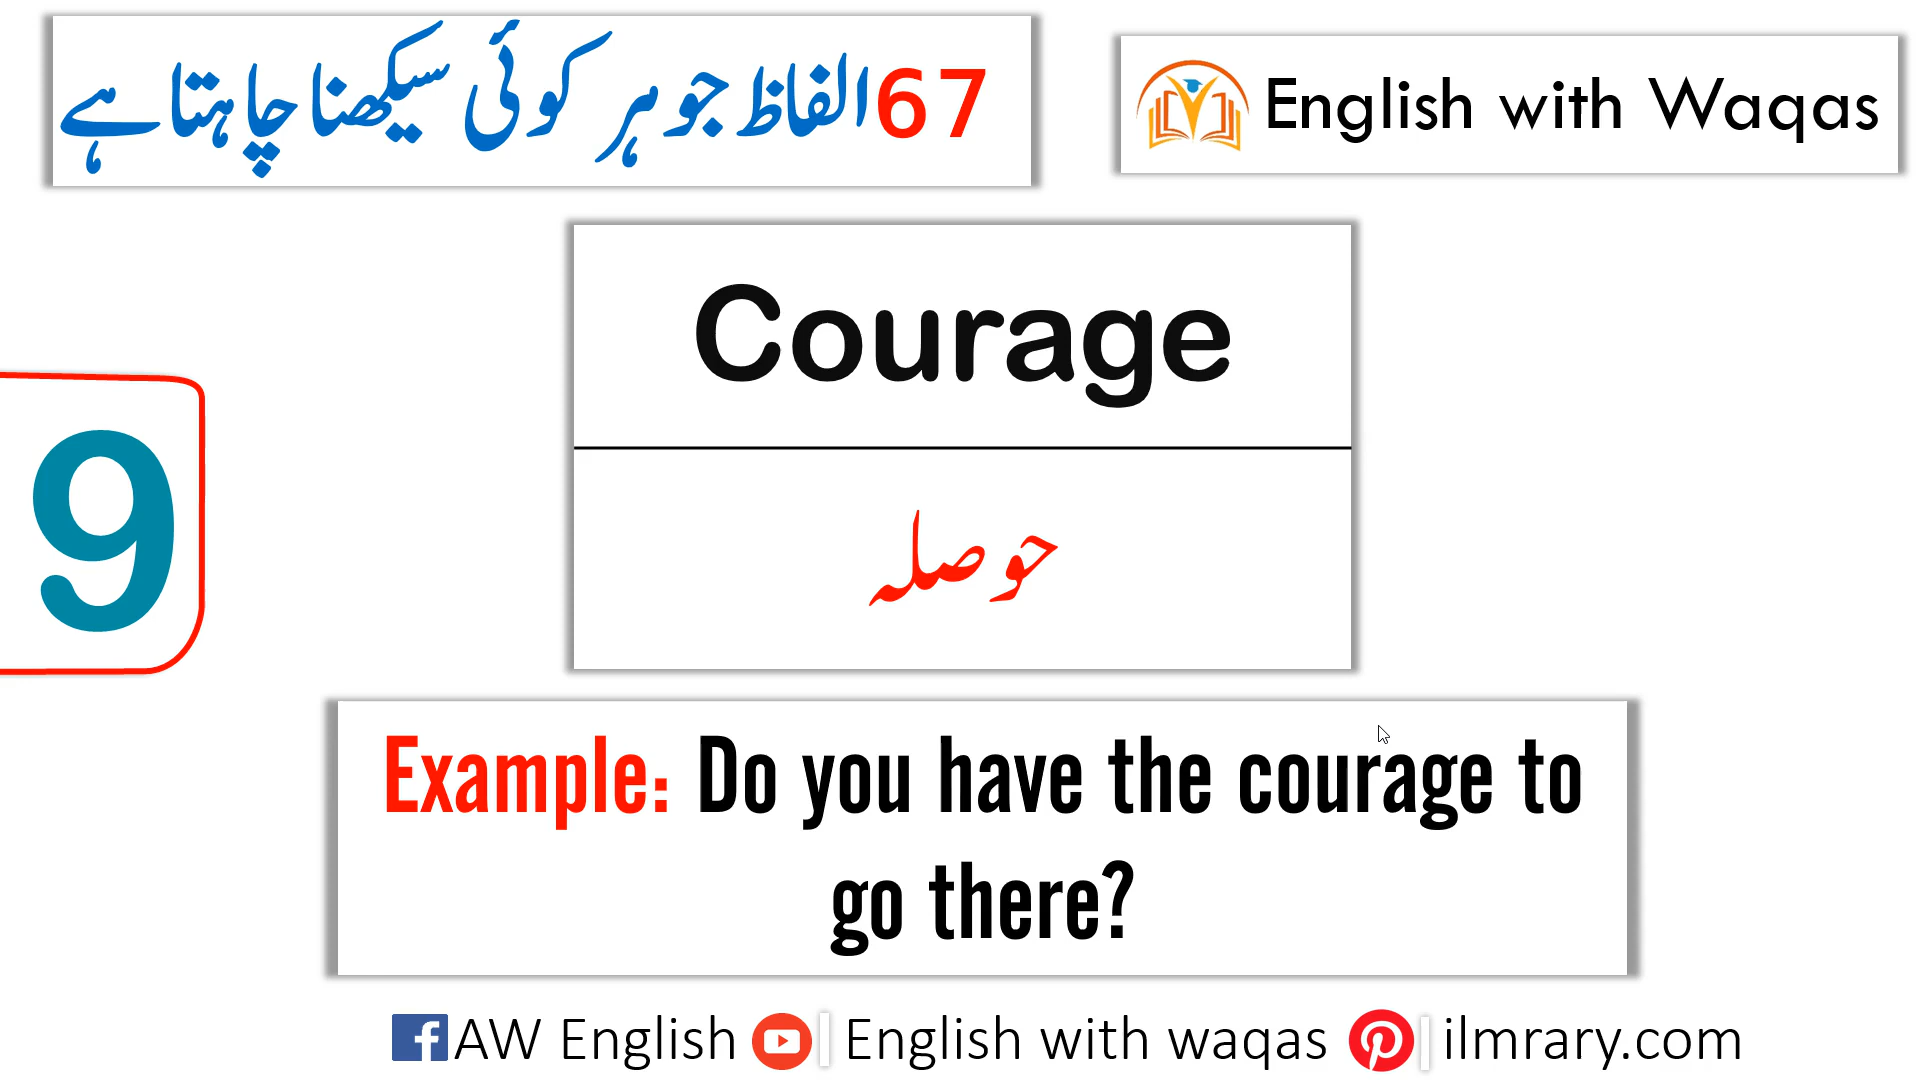 67 الفاظ جو ہر کوئی سیکھنا چاہتا ہے
English with Waqas
Courage
9
حوصلہ
Example: Do you have the courage to
go there?
AW English | English with waqas | ilmrary.com